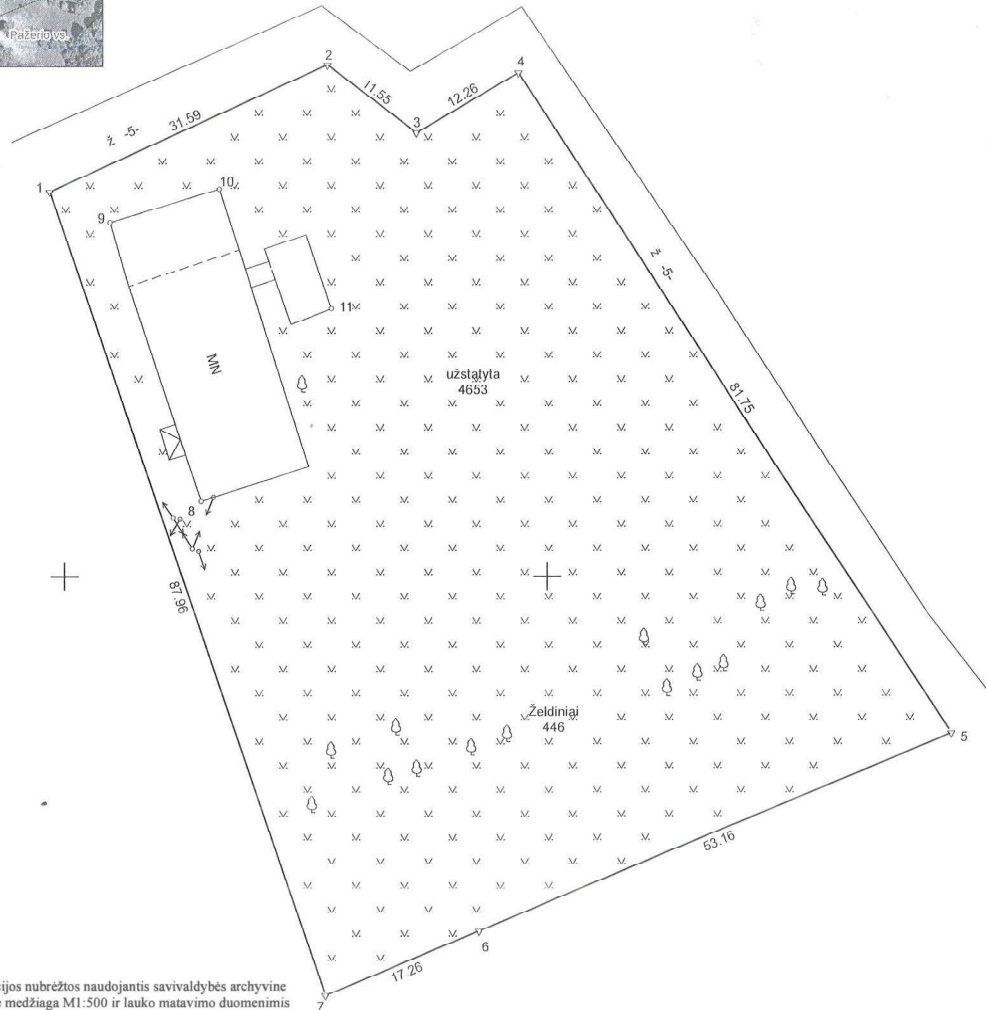 Pažerio vs.
2
4
11.55
12.26
31.59
ž -5-
3
1
10
9
ž -5-
11
MN
užstatyta
4653
81.75
8
87.96
Želdiniai
446
5
53.16
6
17.26
7
ijos nubrėžtos naudojantis savivaldybės archyvine
medžiaga M1:500 ir lauko matavimo duomenimis